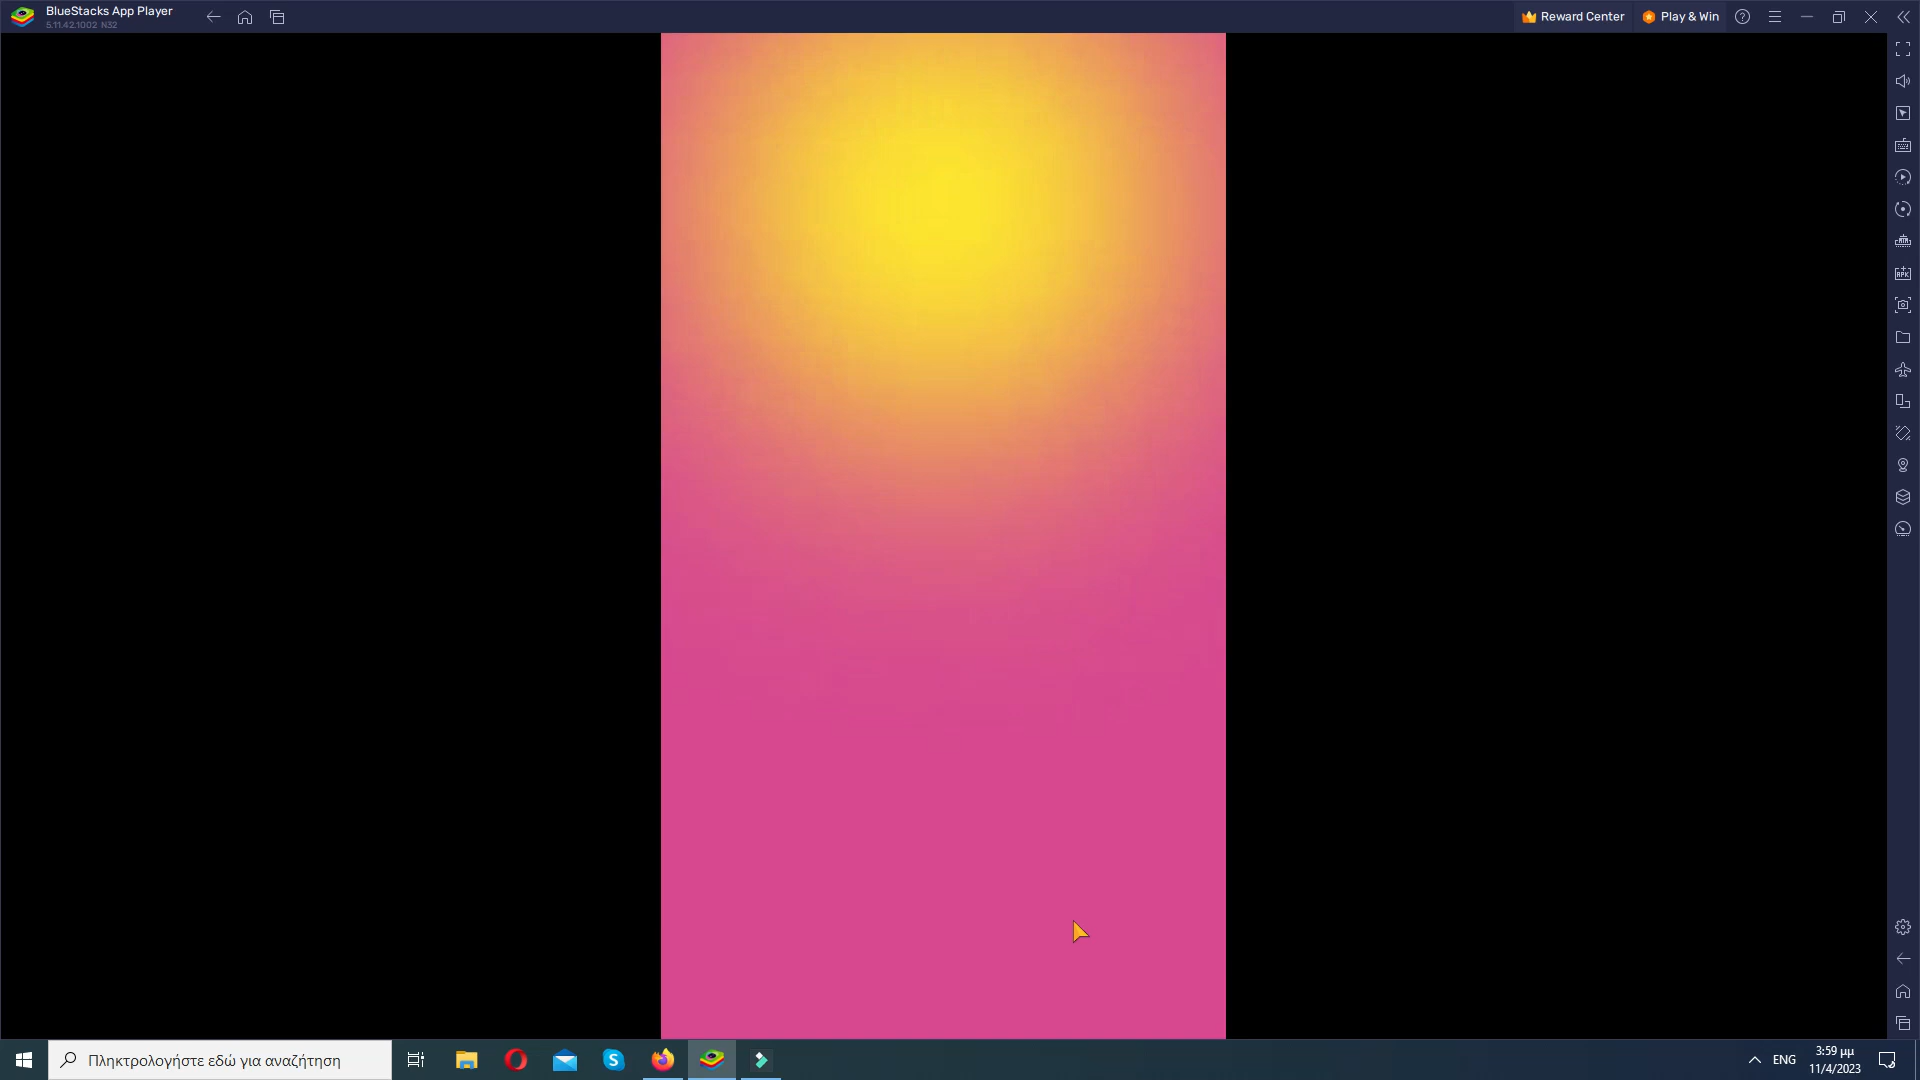 BlueStacks App Player
5.11.42.1002 N32
Reward Center
Play & Win
APK
Πληκτρολογήστε εδώ για αναζήτηση
ENG
3:59 μμ
11/4/2023